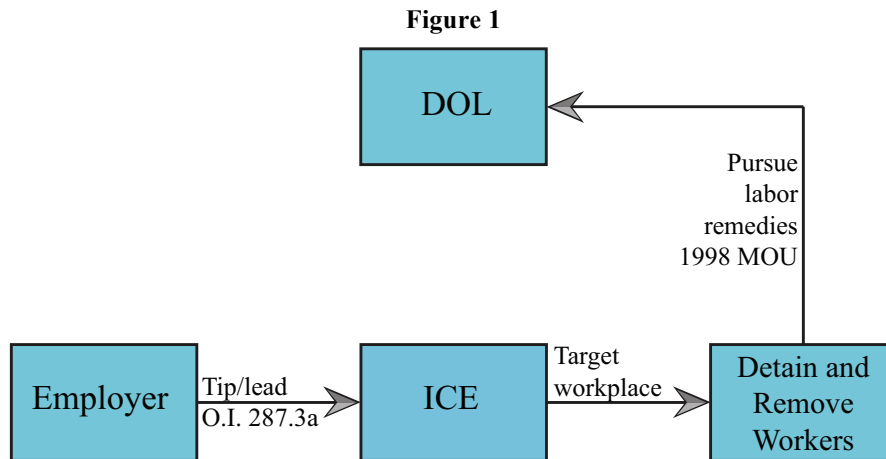 Figure 1
DOL
Pursue
labor
remedies
1998 MOU
Employer
Tip/lead
O.I. 287.3a
ICE
Target
workplace
Detain and
Remove
Workers